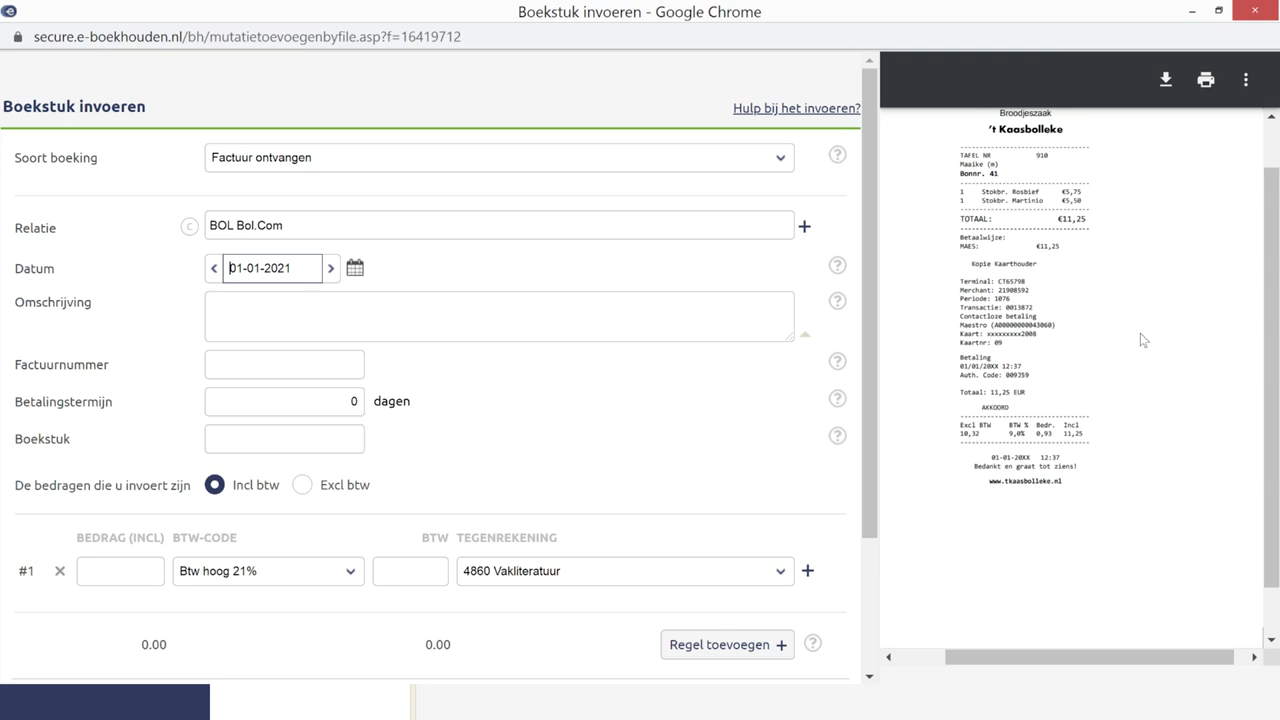 Boekstuk invoeren - Google Chrome
secure.e-boekhouden.nl/bh/mutatietoevoegenbyfile.asp?f=16419712
Boekstuk invoeren
Hulp bij het invoeren?
Soort boeking
Factuur ontvangen
?
Relatie
C
BOL Bol.Com
+
Datum
01-01-2021
?
Omschrijving
?
Factuurnummer
?
Betalingstermijn
0 dagen
?
Boekstuk
?
De bedragen die u invoert zijn
Incl btw
Excl btw
BEDRAG (INCL) BTW-CODE BTW TEGENREKENING
#1 Btw hoog 21% 4860 Vakliteratuur +
0.00 0.00 Regel toevoegen +
?
Broodjeszaak
't Kaasbolleke
TAFEL NR 910
Maaike (m)
Bonnr. 41
1 Stokbr. Rosbief €5,75
1 Stokbr. Martinio €5,50
TOTAAL: €11,25
Betaalwijze:
MAES: €11,25
Kopie Kaarthouder
Terminal: CT65798
Merchant: 21908592
Periode: 1076
Transactie: 0013872
Contactloze betaling
Maestro (A00000000043060)
Kaart: xxxxxxxxx2008
Kaartnr: 09
Betaling
01/01/20XX 12:37
Auth. Code: 009J59
Totaal: 11,25 EUR
AKKOORD
Excl BTW BTW % Bedr. Incl
10,32 9,0% 0,93 11,25
01-01-20XX 12:37
Bedankt en graat tot ziens!
www.tkaasbolleke.nl